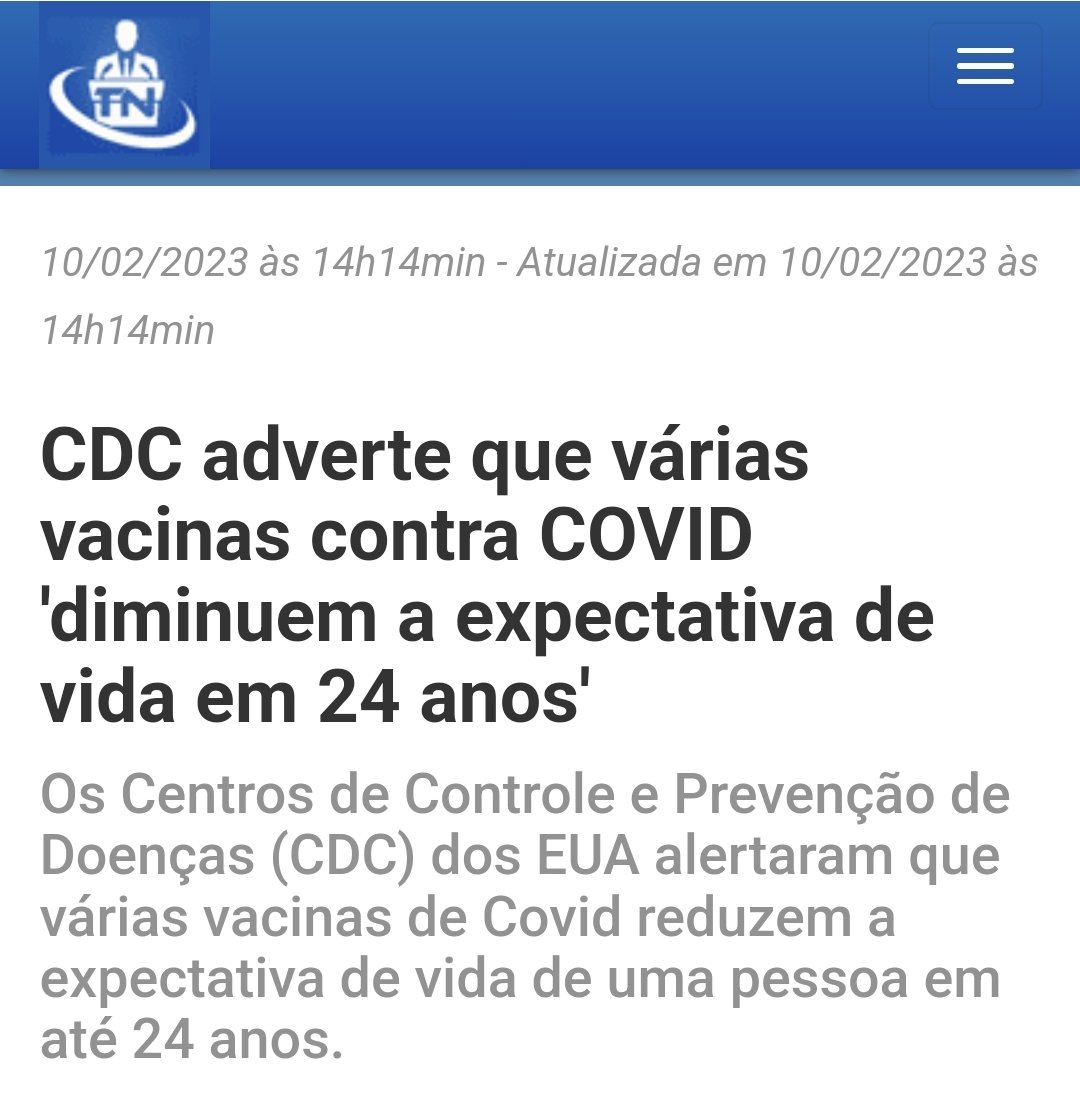 TN
10/02/2023 às 14h14min - Atualizada em 10/02/2023 às
14h14min
CDC adverte que várias
vacinas contra COVID
'diminuem a expectativa de
vida em 24 anos'
Os Centros de Controle e Prevenção de
Doenças (CDC) dos EUA alertaram que
várias vacinas de Covid reduzem a
expectativa de vida de uma pessoa em
até 24 anos.